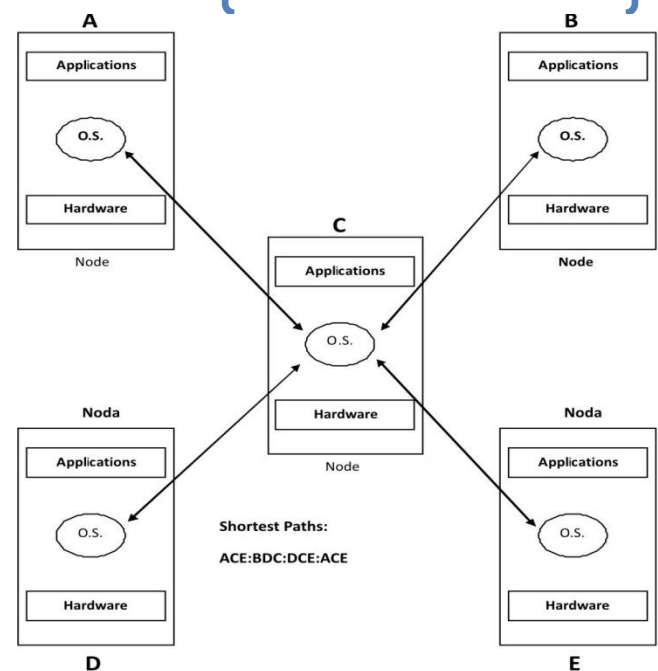 A
Applications
O.S.
Hardware
Node
B
Applications
O.S.
Hardware
Node
C
Applications
O.S.
Hardware
Node
Noda
Applications
O.S.
Hardware
D
Shortest Paths:
ACE:BDC:DCE:ACE
Noda
Applications
O.S.
Hardware
E